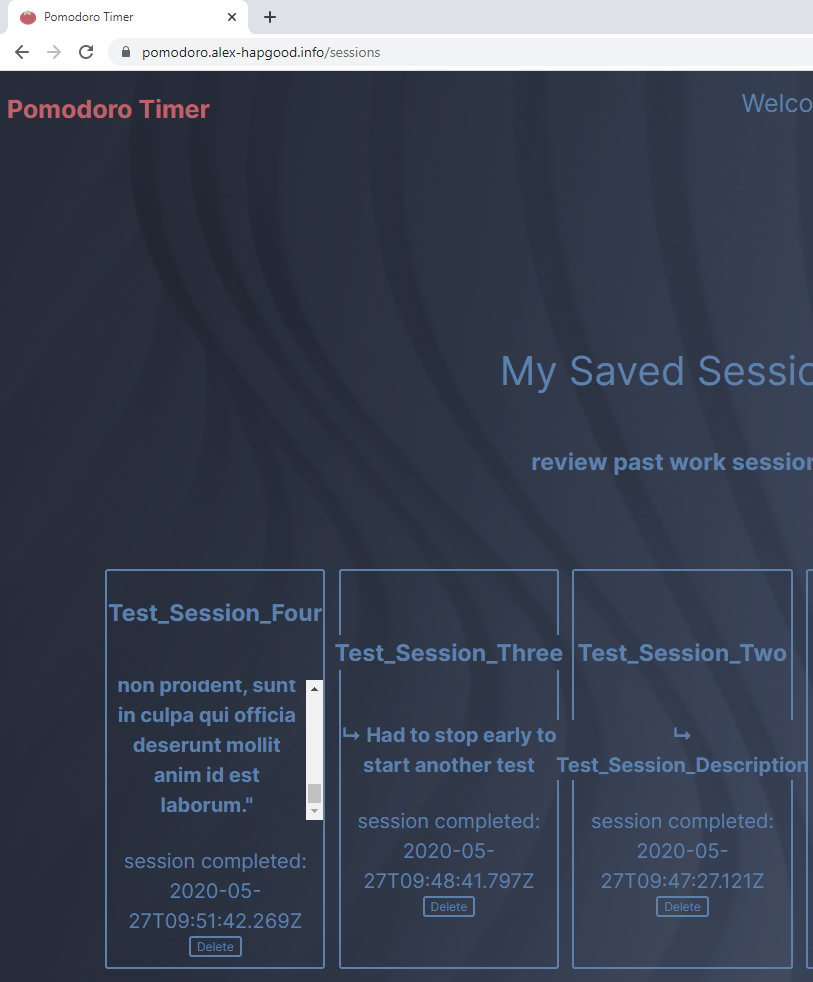 Pomodoro Timer
pomodoro.alex-hapgood.info/sessions
Pomodoro Timer
Welco
My Saved Sessio
review past work session
Test_Session_Four
non proident, sunt
in culpa qui officia
deserunt mollit
anim id est
laborum."
session completed:
2020-05-
27T09:51:42.269Z
Delete
Test_Session_Three
↳ Had to stop early to
start another test
session completed:
2020-05-
27T09:48:41.797Z
Delete
Test_Session_Two
↳
Test_Session_Description
session completed:
2020-05-
27T09:47:27.121Z
Delete